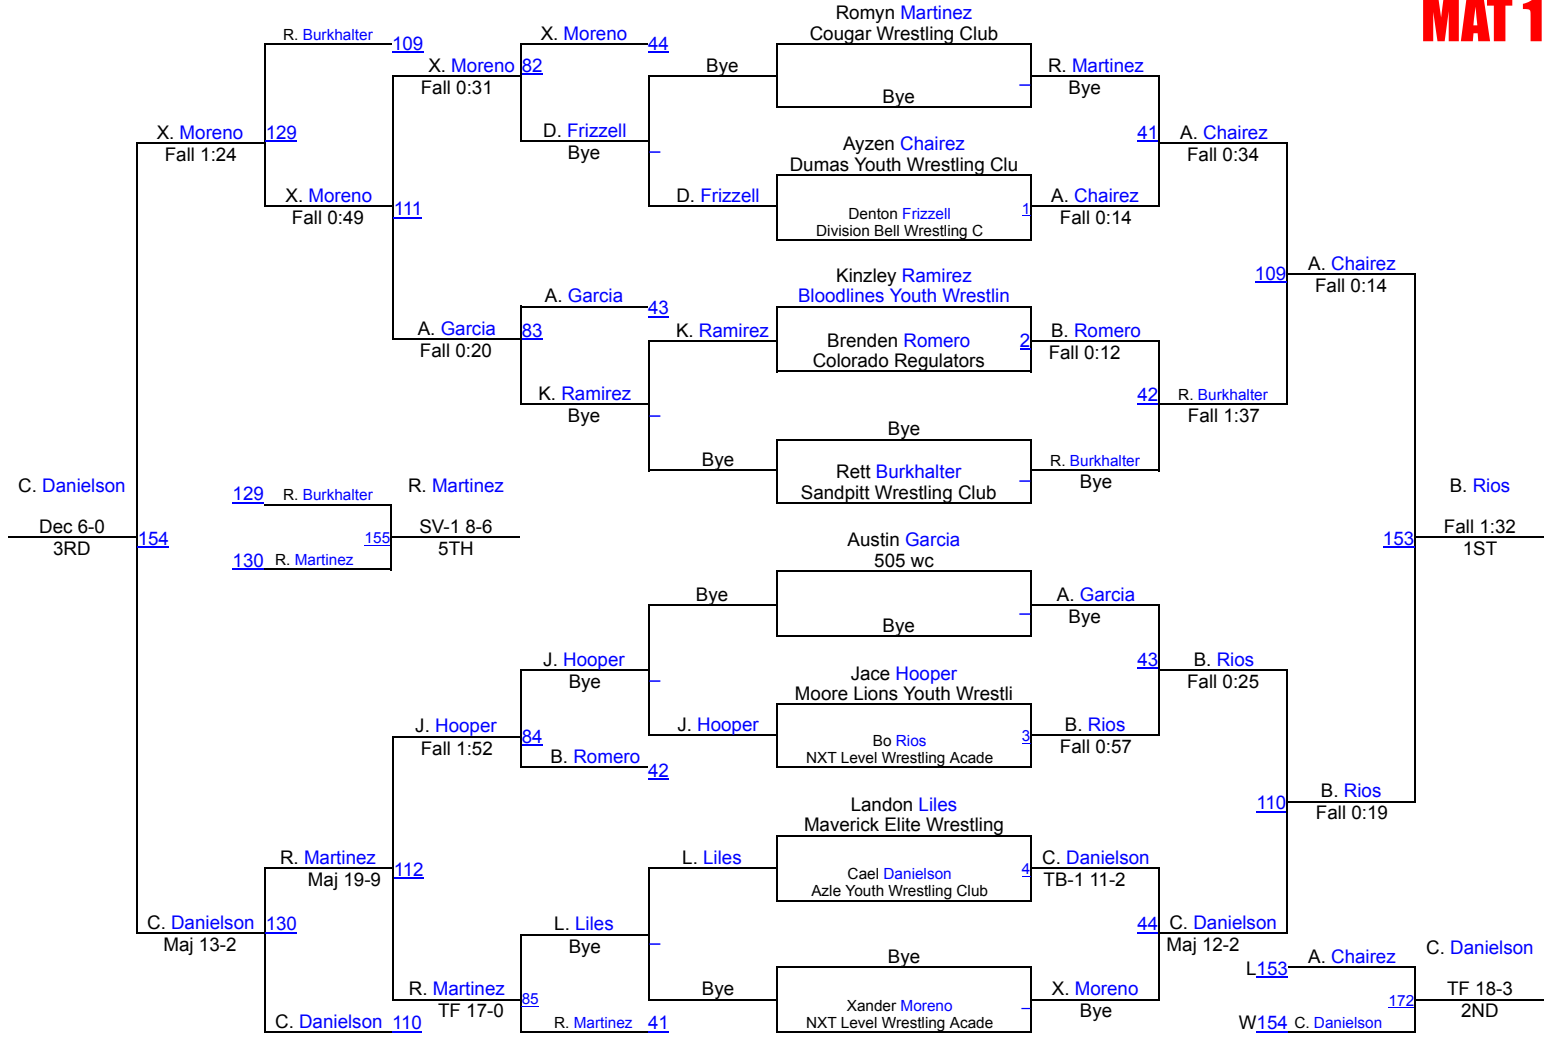 MAT 1
R. Burkhalter 109
X. Moreno 82
Fall 0:31
X. Moreno 44
D. Frizzell
Bye
X. Moreno 129
Fall 1:24
X. Moreno 111
Fall 0:49
A. Garcia 43
A. Garcia 83
Fall 0:20
K. Ramirez
Bye
Bye
D. Frizzell
K. Ramirez
Bye
Romyn Martinez
Cougar Wrestling Club
Bye
Ayzen Chairez
Dumas Youth Wrestling Clu
Denton Frizzell 1
Division Bell Wrestling C
Kinzley Ramirez
Bloodlines Youth Wrestlin
Brenden Romero 2
Colorado Regulators
Bye
Rett Burkhalter
Sandpitt Wrestling Club
R. Martinez
Bye
A. Chairez
Fall 0:14
B. Romero
Fall 0:12
R. Burkhalter
Bye
41 A. Chairez
Fall 0:34
42 R. Burkhalter
Fall 1:37
109 A. Chairez
Fall 0:14
C. Danielson
Dec 6-0 154
3RD
129 R. Burkhalter
130 R. Martinez
R. Martinez
155 SV-1 8-6
5TH
B. Rios
153 Fall 1:32
1ST
Austin Garcia
505 wc
Bye
Jace Hooper
Moore Lions Youth Wrestli
Bo Rios 3
NXT Level Wrestling Acade
Landon Liles
Maverick Elite Wrestling
Cael Danielson 4
Azle Youth Wrestling Club
Bye
Xander Moreno
NXT Level Wrestling Acade
Bye
J. Hooper
L. Liles
Bye
J. Hooper
Bye
J. Hooper 84
Fall 1:52
B. Romero 42
R. Martinez 112
Maj 19-9
C. Danielson 130
Maj 13-2
L. Liles
Bye
R. Martinez 85
TF 17-0
R. Martinez 41
C. Danielson 110
A. Garcia
Bye
B. Rios
Fall 0:57
C. Danielson
TB-1 11-2
X. Moreno
Bye
43 B. Rios
Fall 0:25
44 C. Danielson
Maj 12-2
110 B. Rios
Fall 0:19
L153 A. Chairez
W154 C. Danielson
C. Danielson
172 TF 18-3
2ND